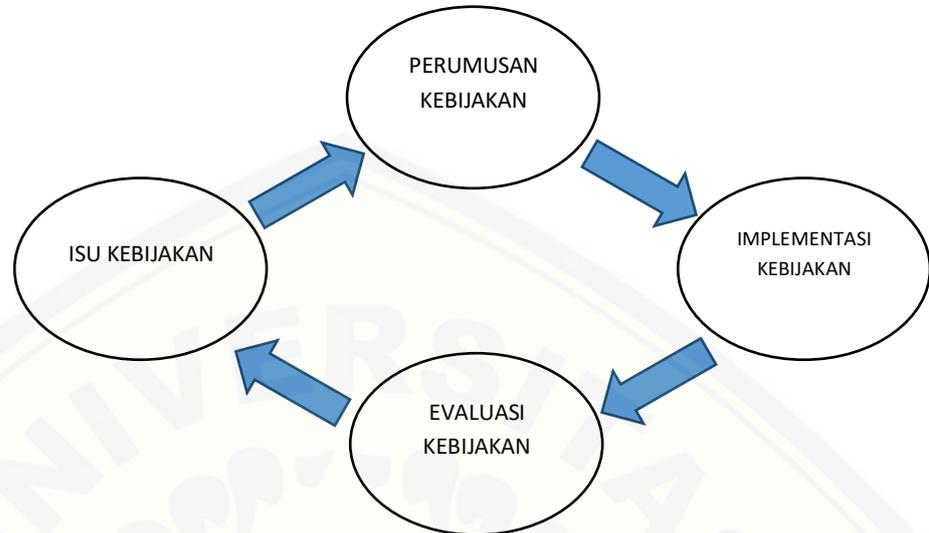 PERUMUSAN
KEBIJAKAN
ISU KEBIJAKAN
IMPLEMENTASI
KEBIJAKAN
EVALUASI
KEBIJAKAN